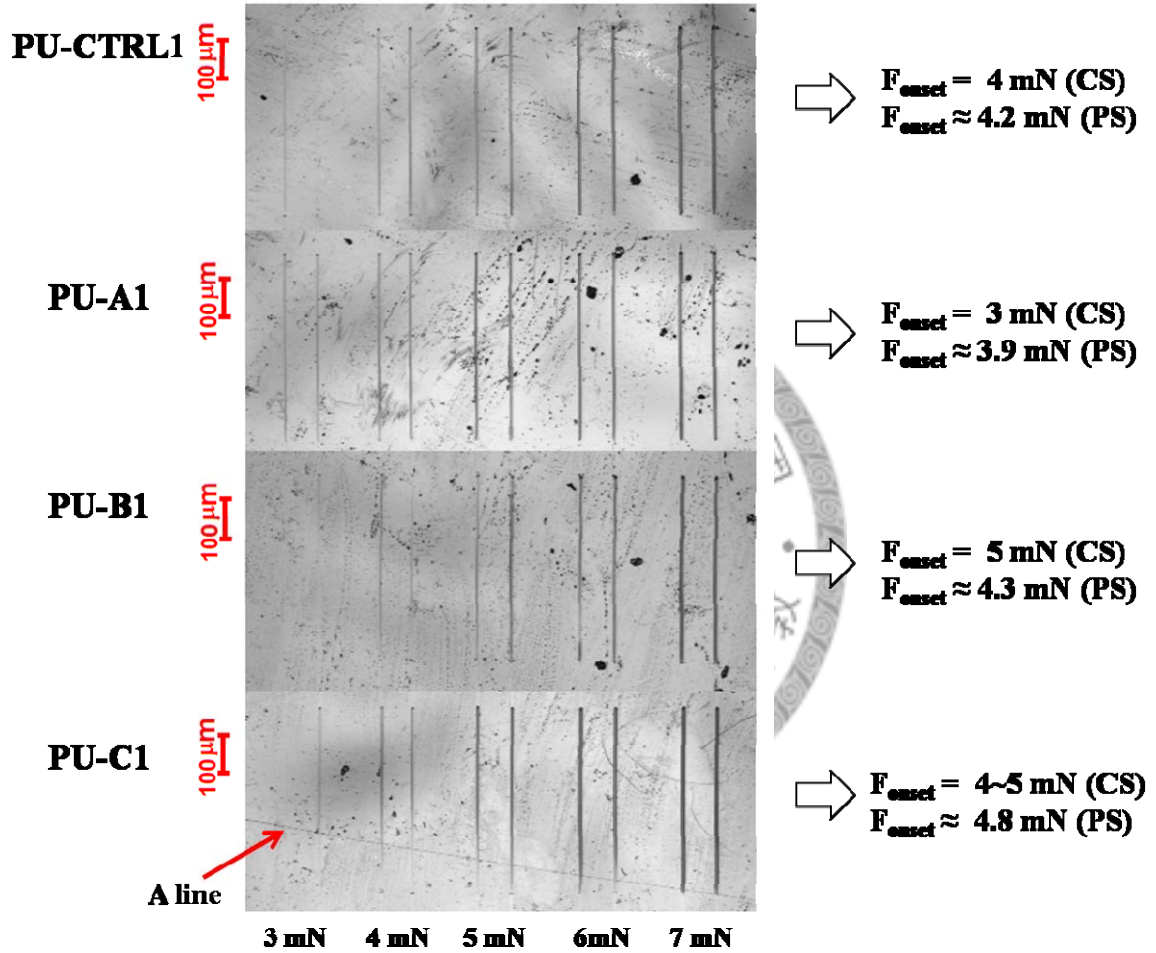 PU-CTRL1
100 μm
F_onset = 4 mN (CS)
F_onset ≈ 4.2 mN (PS)
PU-A1
100 μm
F_onset = 3 mN (CS)
F_onset ≈ 3.9 mN (PS)
PU-B1
100 μm
F_onset = 5 mN (CS)
F_onset ≈ 4.3 mN (PS)
PU-C1
100 μm
F_onset = 4~5 mN (CS)
F_onset ≈ 4.8 mN (PS)
A line
3 mN 4 mN 5 mN 6mN 7 mN